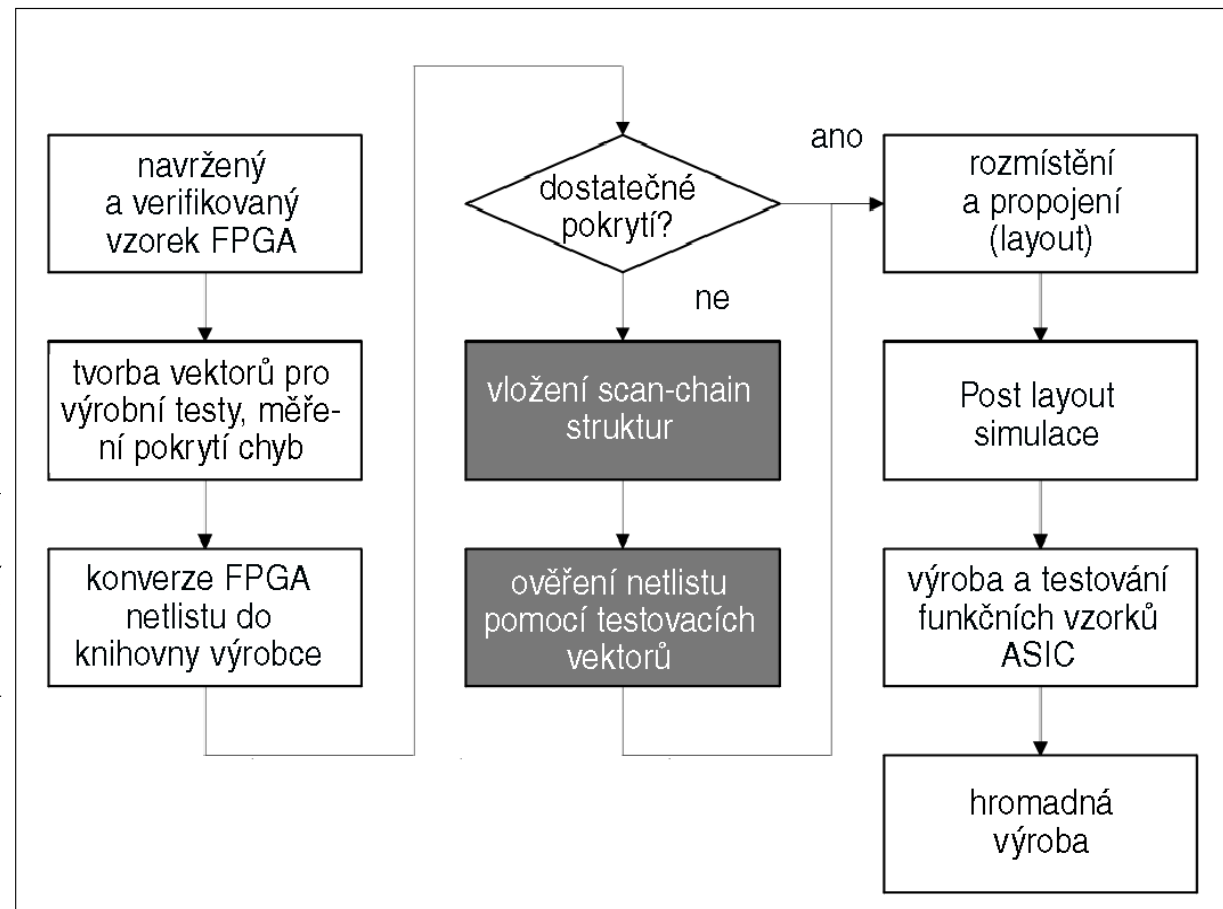 navržený
a verifikovaný
vzorek FPGA
tvorba vektorů pro
výrobní testy, měře-
ní pokrytí chyb
konverze FPGA
netlistu do
knihovny výrobce
dostatečné
pokrytí?
ano
ne
vložení scan-chain
struktur
ověření netlistu
pomocí testovacích
vektorů
rozmístění
a propojení
(layout)
Post layout
simulace
výroba a testování
funkčních vzorků
ASIC
hromadná
výroba